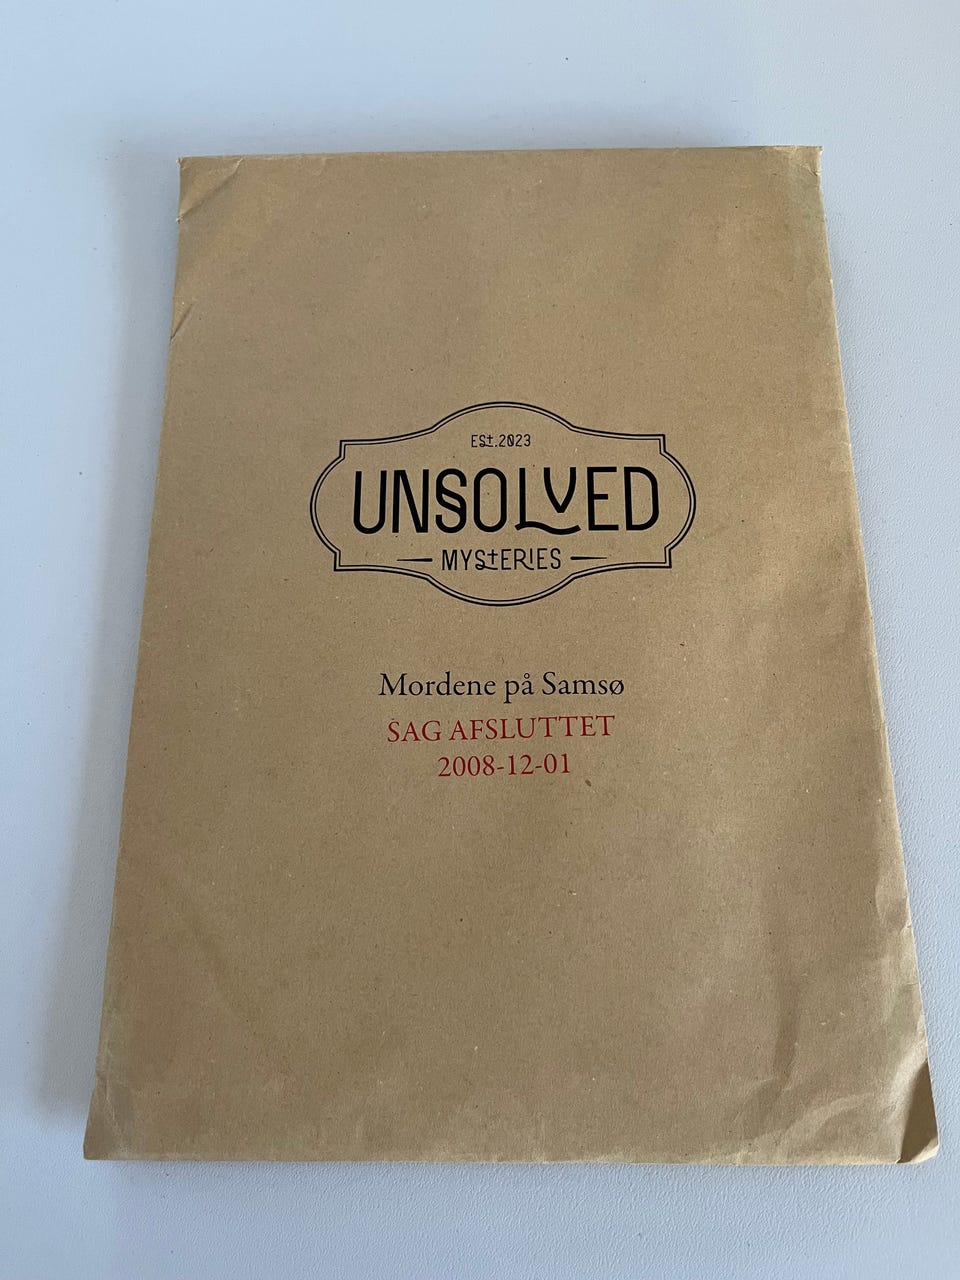 EST.2023
UNSOLVED
MYSTERIES
Mordene på Samsø
SAG AFSLUTTET
2008-12-01